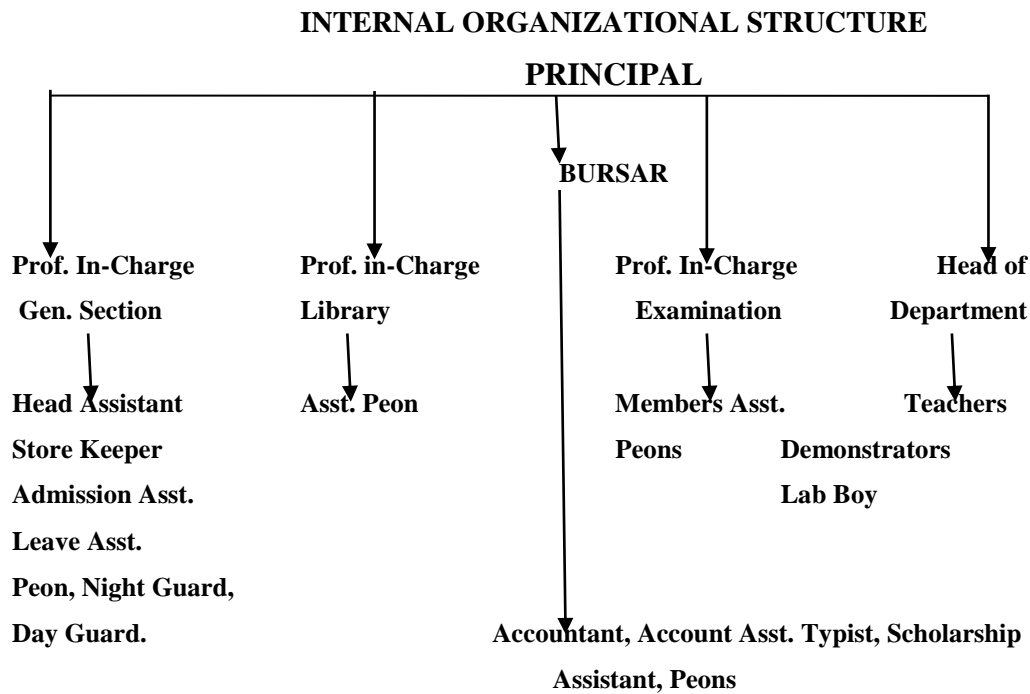 INTERNAL ORGANIZATIONAL STRUCTURE
PRINCIPAL
BURSAR
Prof. In-Charge
Gen. Section
Prof. in-Charge
Library
Prof. In-Charge
Examination
Head of
Department
Head Assistant
Store Keeper
Admission Asst.
Leave Asst.
Peon, Night Guard,
Day Guard.
Asst. Peon
Members Asst.
Peons
Teachers
Demonstrators
Lab Boy
Accountant, Account Asst. Typist, Scholarship
Assistant, Peons